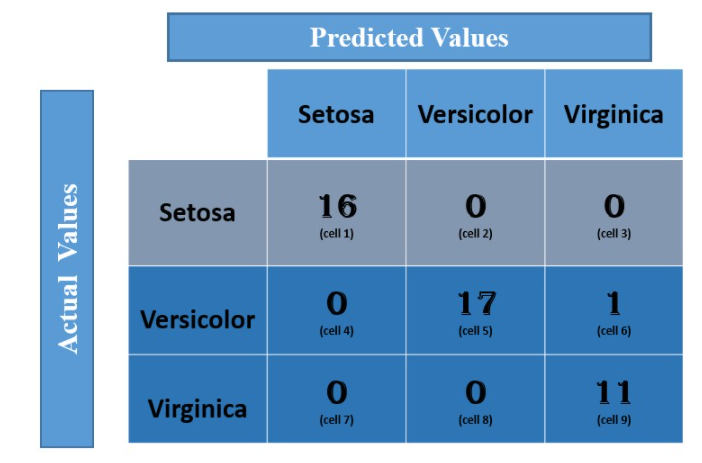 Predicted Values
Actual Values
Setosa Versicolor Virginica
Setosa 16 0 0
(cell 1) (cell 2) (cell 3)
Versicolor 0 17 1
(cell 4) (cell 5) (cell 6)
Virginica 0 0 11
(cell 7) (cell 8) (cell 9)